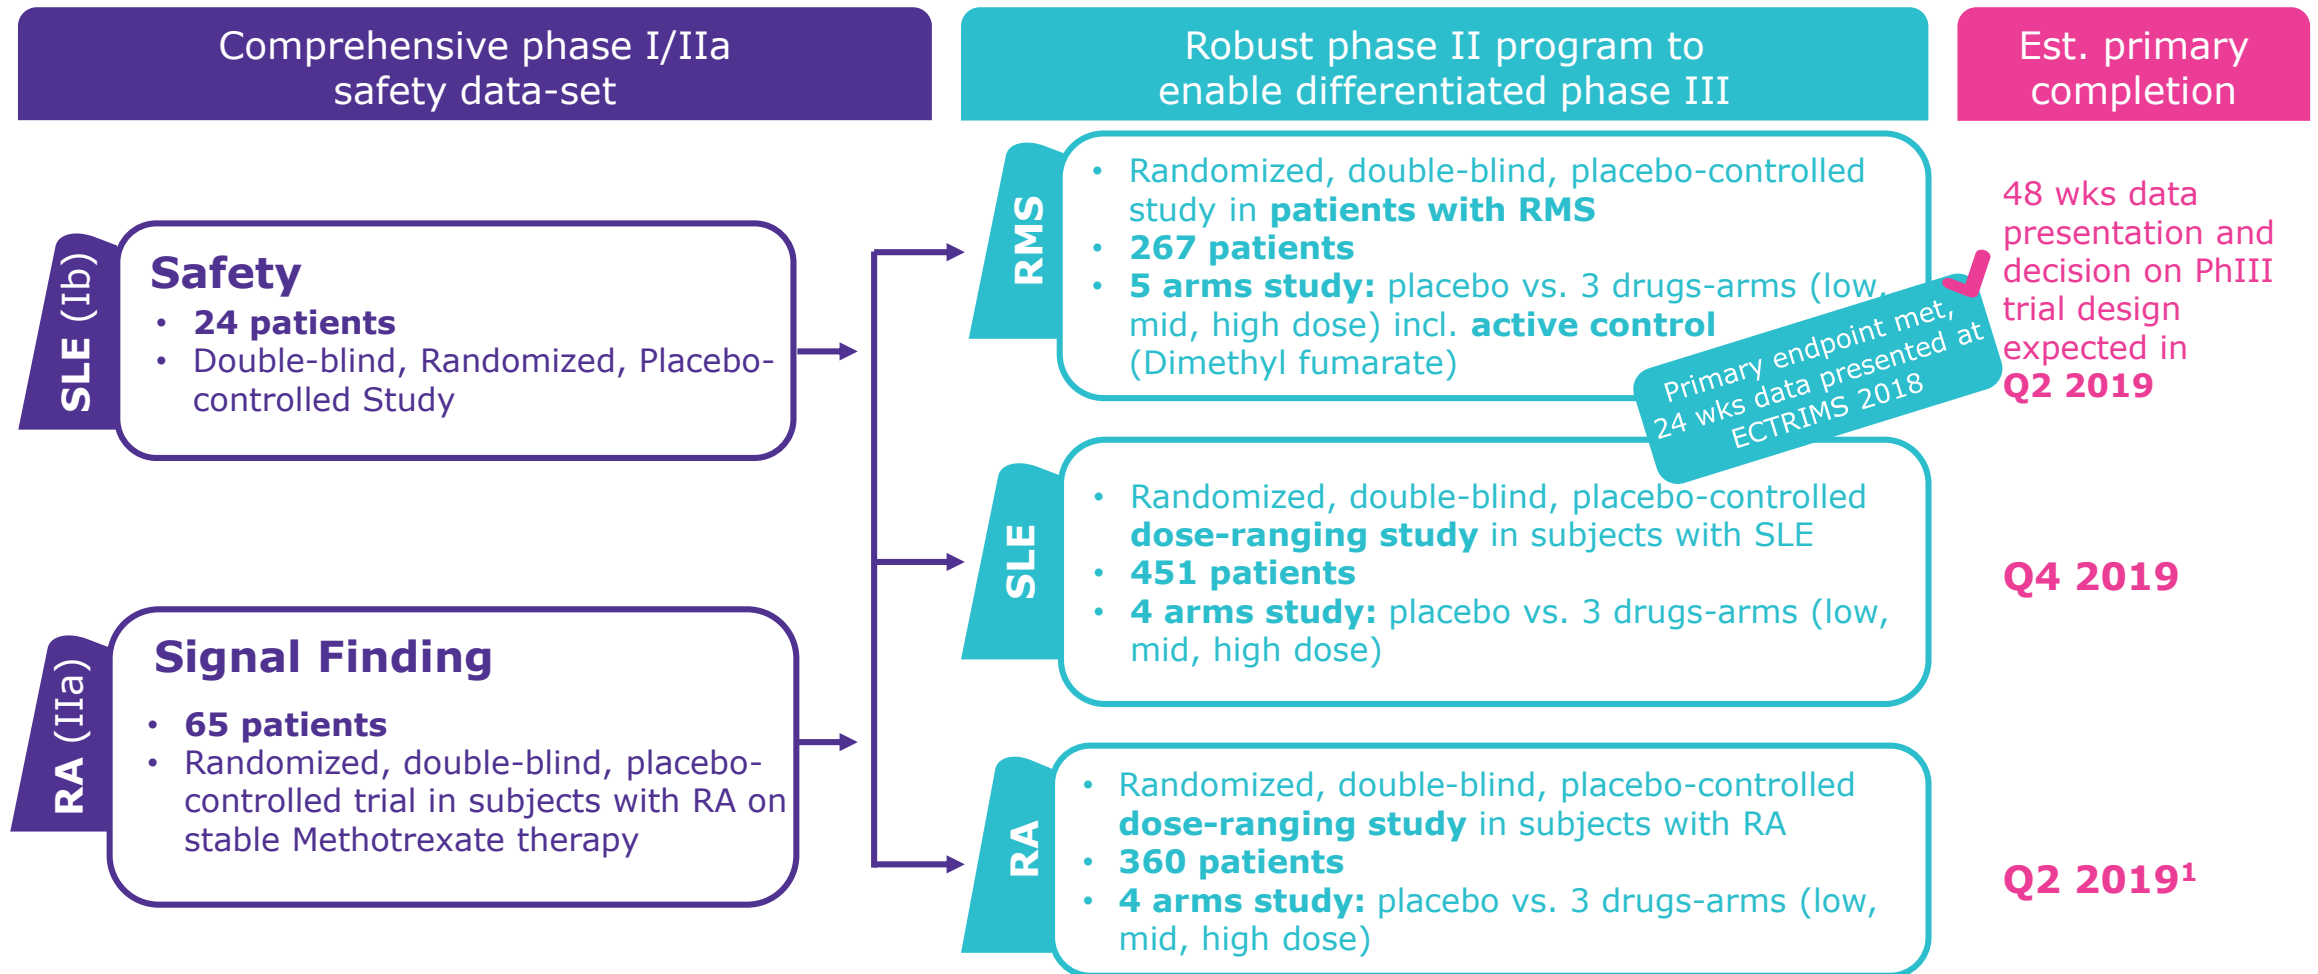 Comprehensive phase I/IIa
safety data-set
Robust phase II program to
enable differentiated phase III
Est. primary
completion
SLE (Ib)
Safety
• 24 patients
• Double-blind, Randomized, Placebo-
controlled Study
RA (IIa)
Signal Finding
• 65 patients
• Randomized, double-blind, placebo-
controlled trial in subjects with RA on
stable Methotrexate therapy
RMS
• Randomized, double-blind, placebo-controlled
study in patients with RMS
• 267 patients
• 5 arms study: placebo vs. 3 drugs-arms (low,
mid, high dose) incl. active control
(Dimethyl fumarate)
Primary endpoint met,
24 wks data presented at
ECTRIMS 2018
48 wks data
presentation and
decision on PhIII
trial design
expected in
Q2 2019
SLE
• Randomized, double-blind, placebo-controlled
dose-ranging study in subjects with SLE
• 451 patients
• 4 arms study: placebo vs. 3 drugs-arms (low,
mid, high dose)
Q4 2019
RA
• Randomized, double-blind, placebo-controlled
dose-ranging study in subjects with RA
• 360 patients
• 4 arms study: placebo vs. 3 drugs-arms (low,
mid, high dose)
Q2 2019¹